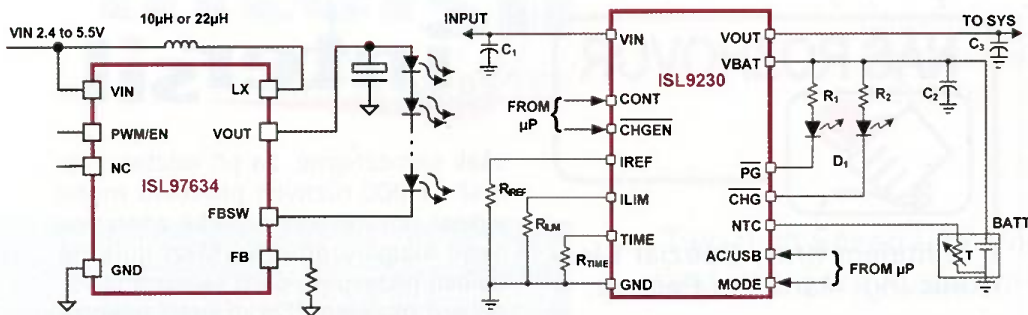 10µH or 22µH
VIN 2.4 to 5.5V
VIN
LX
PWM/EN
VOUT
NC
ISL97634
FBSW
GND
FB
INPUT
C1
VIN
VOUT
TO SYS
C3
ISL9230
VBAT
R1
R2
C2
FROM µP
CONT
CHGEN
D1
IREF
PG
RIREF
ILIM
CHG
RILIM
NTC
BATT
TIME
T
RTIME
AC/USB
FROM µP
GND
MODE